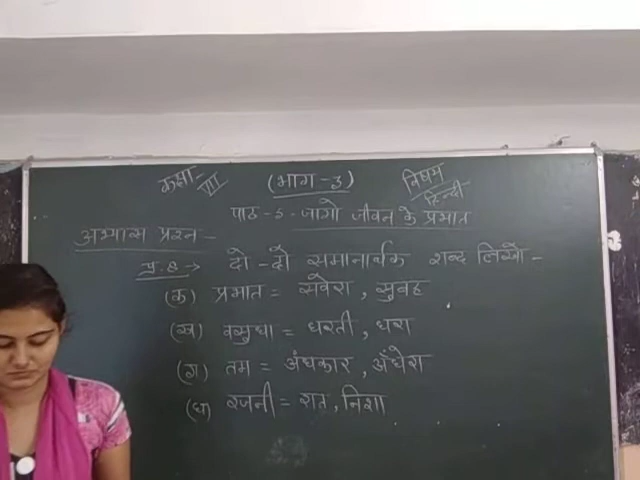 कक्षा-VII (भाग-3) विषय हिन्दी
पाठ-5-जागो जीवन के प्रभात
अभ्यास प्रश्न-
प्र.8→ दो-दो समानार्थक शब्द लिखो-
(क) प्रभात = सवेरा, सुबह
(ख) वसुधा = धरती, धरा
(ग) तम = अंधकार, अँधेरा
(घ) रजनी = रात, निशा